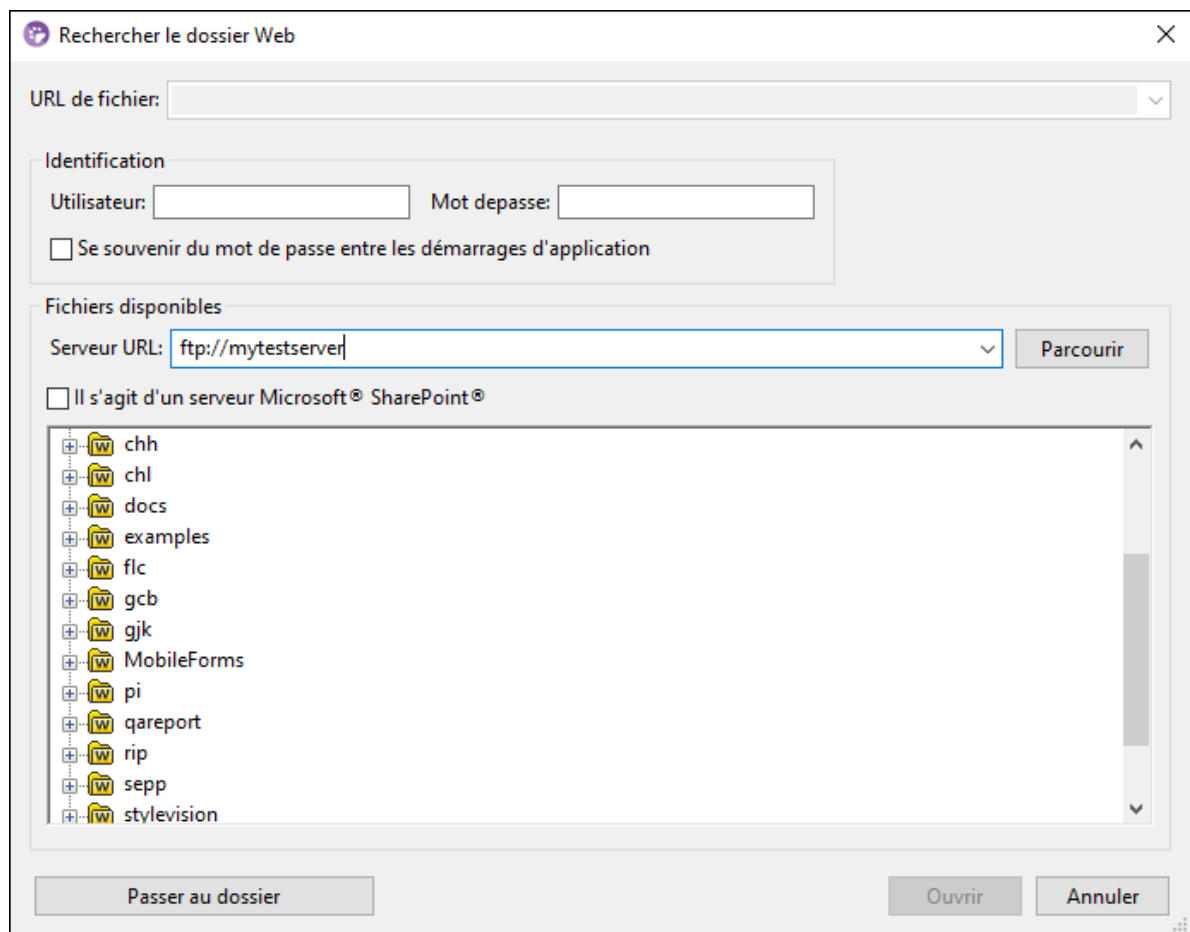 Rechercher le dossier Web
URL de fichier:
Identification
Utilisateur: Mot depasse:
Se souvenir du mot de passe entre les démarrages d'application
Fichiers disponibles
Serveur URL: ftp://mytestserver Parcourir
Il s'agit d'un serveur Microsoft® SharePoint®
chh
chl
docs
examples
flc
gcb
gjk
MobileForms
pi
qareport
rip
sepp
stylevision
Passer au dossier Ouvrir Annuler